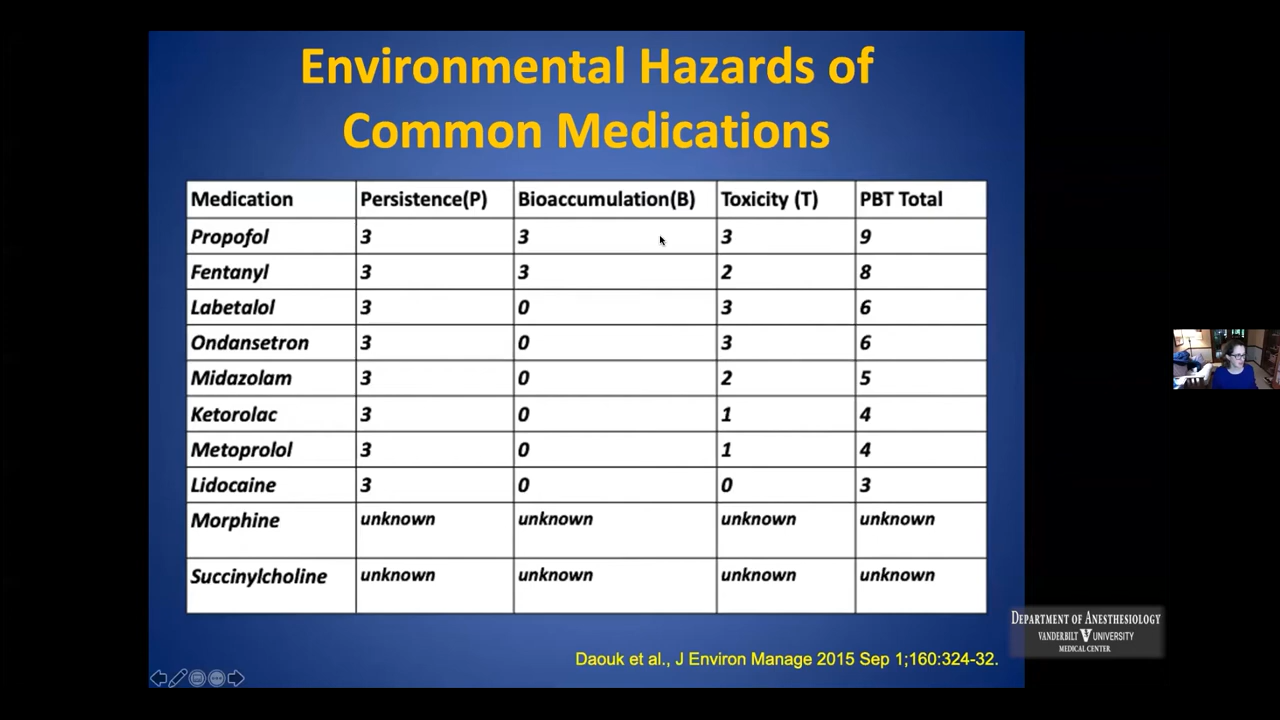 Environmental Hazards of
Common Medications
Medication Persistence(P) Bioaccumulation(B) Toxicity (T) PBT Total
Propofol 3 3 3 9
Fentanyl 3 3 2 8
Labetalol 3 0 3 6
Ondansetron 3 0 3 6
Midazolam 3 0 2 5
Ketorolac 3 0 1 4
Metoprolol 3 0 1 4
Lidocaine 3 0 0 3
Morphine unknown unknown unknown unknown
Succinylcholine unknown unknown unknown unknown
Daouk et al., J Environ Manage 2015 Sep 1;160:324-32.
DEPARTMENT OF ANESTHESIOLOGY
VANDERBILT UNIVERSITY
MEDICAL CENTER